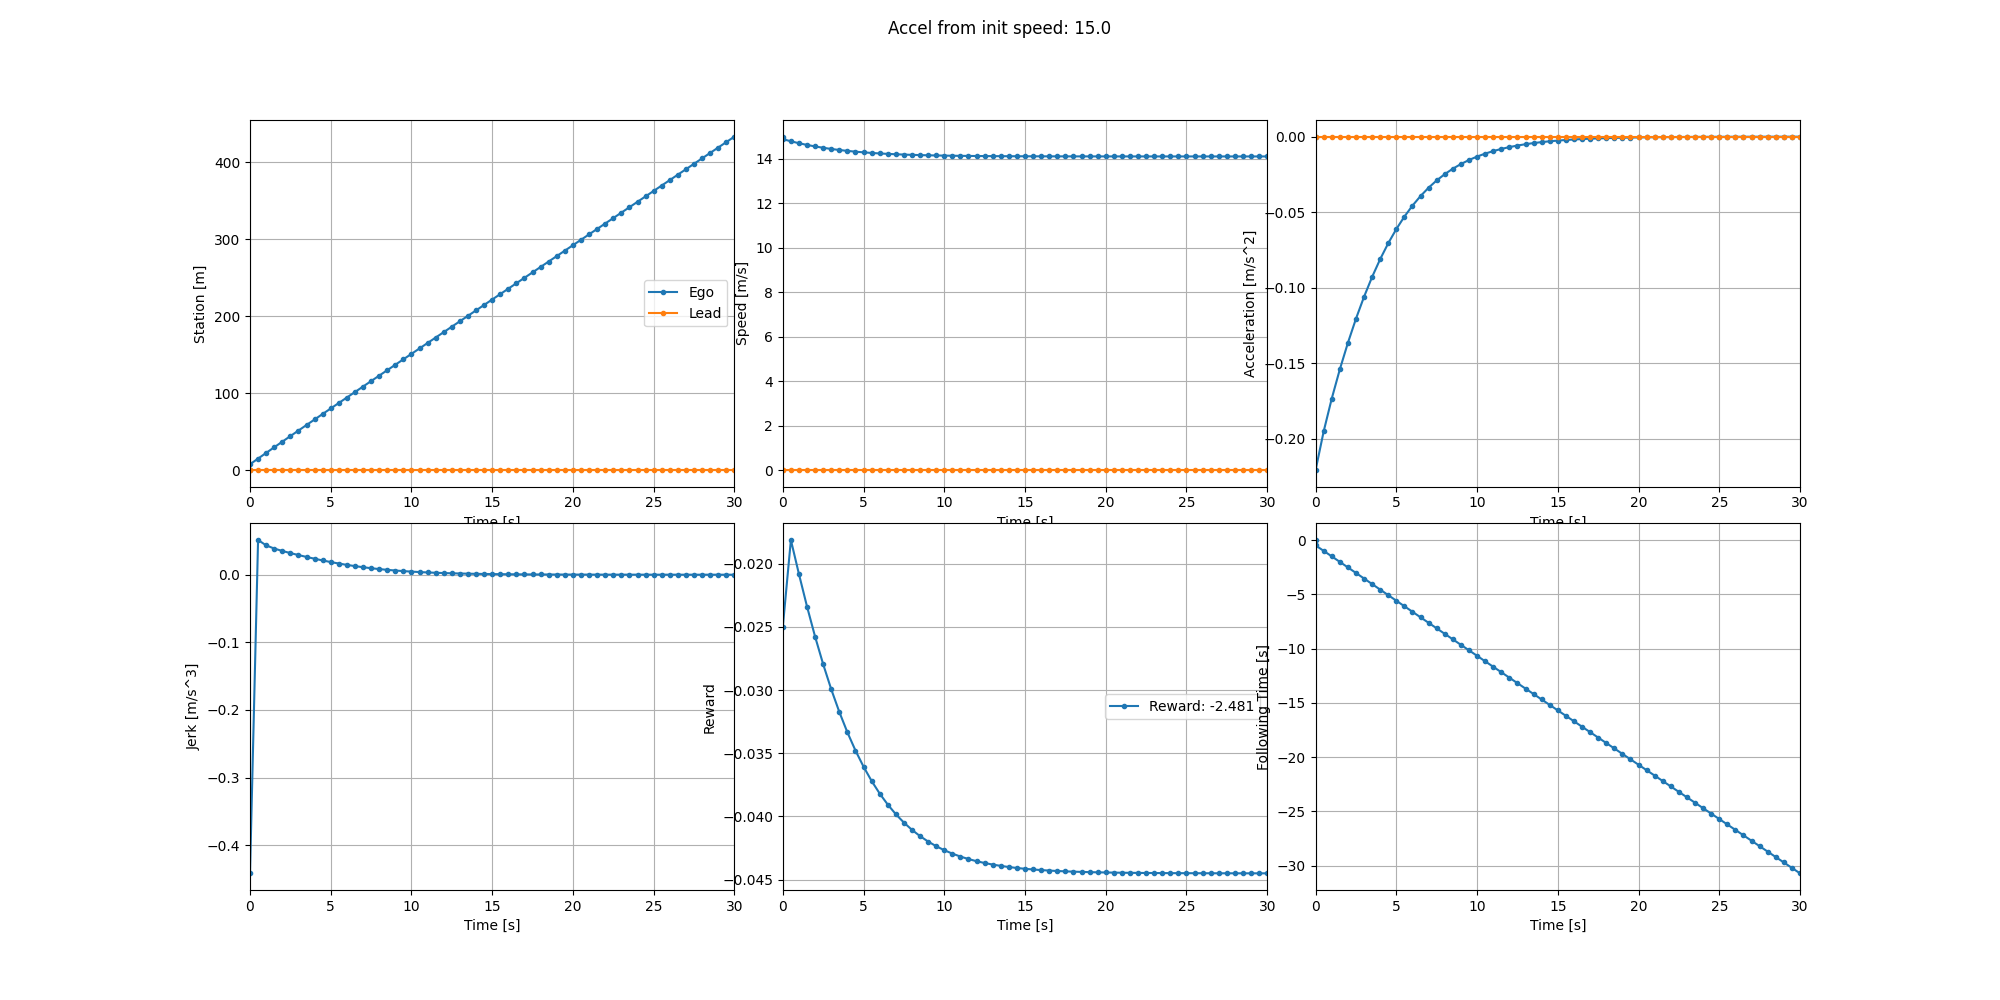 Accel from init speed: 15.0
Station [m]
400
300
200
100
0
Ego
Lead
0 5 10 15 20 25 30
Time [s]
Speed [m/s]
14
12
10
8
6
4
2
0
0 5 10 15 20 25 30
Time [s]
Acceleration [m/s^2]
0.00
−0.05
−0.10
−0.15
−0.20
0 5 10 15 20 25 30
Time [s]
Jerk [m/s^3]
0.0
−0.1
−0.2
−0.3
−0.4
0 5 10 15 20 25 30
Time [s]
Reward
−0.020
−0.025
−0.030
−0.035
−0.040
−0.045
Reward: -2.481
0 5 10 15 20 25 30
Time [s]
Following Time [s]
0
−5
−10
−15
−20
−25
−30
0 5 10 15 20 25 30
Time [s]